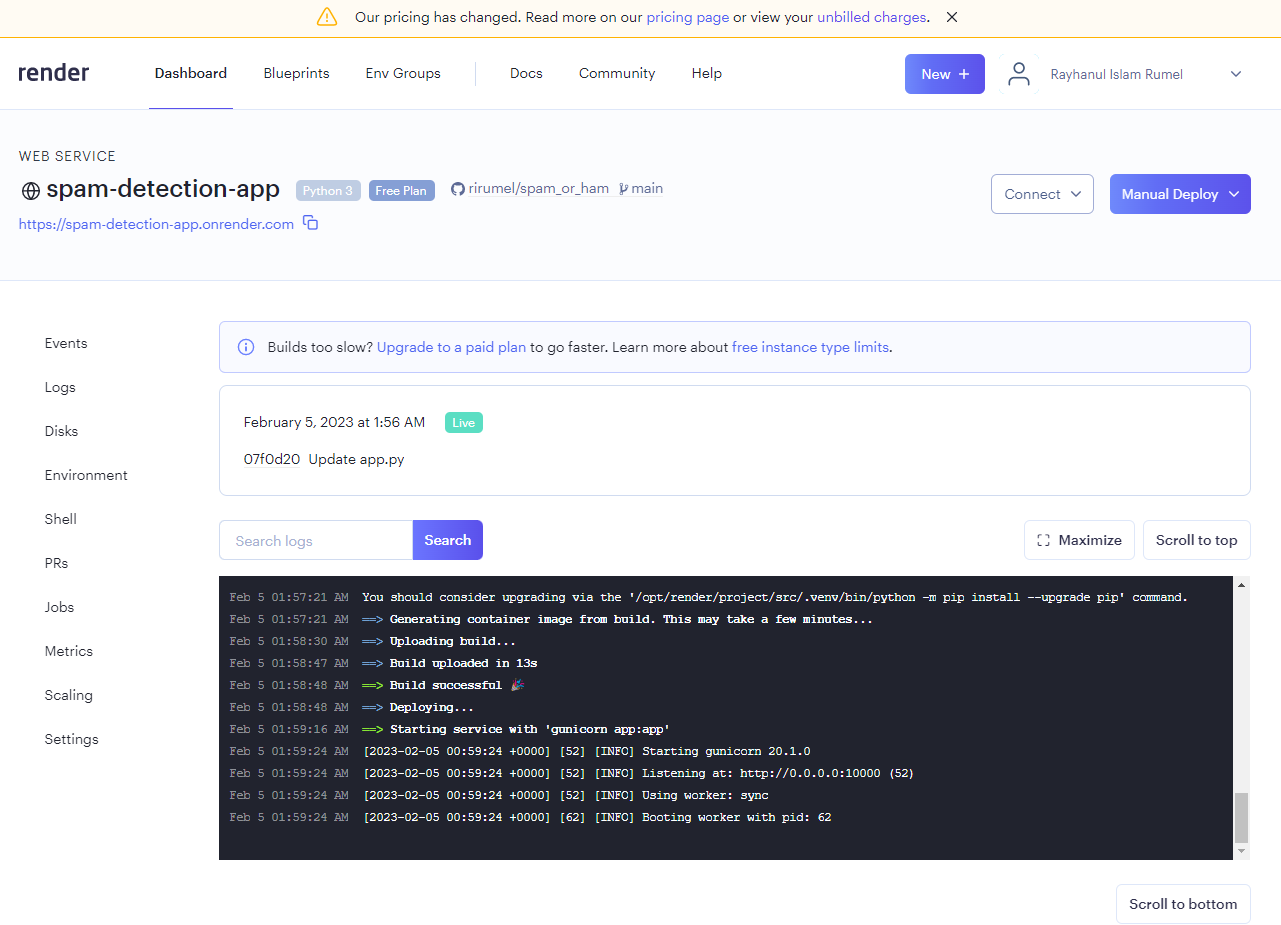 Our pricing has changed. Read more on our pricing page or view your unbilled charges.
render Dashboard Blueprints Env Groups Docs Community Help New + Rayhanul Islam Rumel
WEB SERVICE
spam-detection-app Python 3 Free Plan rirumel/spam_or_ham main
https://spam-detection-app.onrender.com
Connect Manual Deploy
Events
Logs
Disks
Environment
Shell
PRs
Jobs
Metrics
Scaling
Settings
Builds too slow? Upgrade to a paid plan to go faster. Learn more about free instance type limits.
February 5, 2023 at 1:56 AM Live
07f0d20 Update app.py
Search logs Search Maximize Scroll to top
Feb 5 01:57:21 AM You should consider upgrading via the '/opt/render/project/src/.venv/bin/python -m pip install --upgrade pip' command.
Feb 5 01:57:21 AM ==> Generating container image from build. This may take a few minutes...
Feb 5 01:58:30 AM ==> Uploading build...
Feb 5 01:58:47 AM ==> Build uploaded in 13s
Feb 5 01:58:48 AM ==> Build successful 🎉
Feb 5 01:58:48 AM ==> Deploying...
Feb 5 01:59:16 AM ==> Starting service with 'gunicorn app:app'
Feb 5 01:59:24 AM [2023-02-05 00:59:24 +0000] [52] [INFO] Starting gunicorn 20.1.0
Feb 5 01:59:24 AM [2023-02-05 00:59:24 +0000] [52] [INFO] Listening at: http://0.0.0.0:10000 (52)
Feb 5 01:59:24 AM [2023-02-05 00:59:24 +0000] [52] [INFO] Using worker: sync
Feb 5 01:59:24 AM [2023-02-05 00:59:24 +0000] [62] [INFO] Booting worker with pid: 62
Scroll to bottom